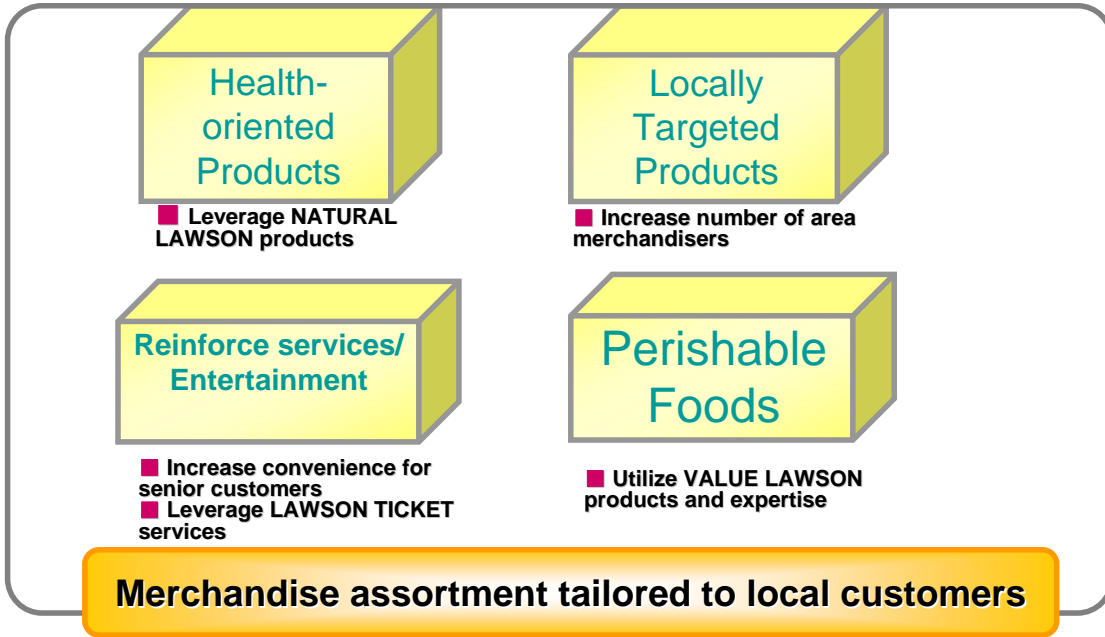 Health-
oriented
Products
■ Leverage NATURAL
LAWSON products
Locally
Targeted
Products
■ Increase number of area
merchandisers
Reinforce services/
Entertainment
■ Increase convenience for
senior customers
■ Leverage LAWSON TICKET
services
Perishable
Foods
■ Utilize VALUE LAWSON
products and expertise
Merchandise assortment tailored to local customers